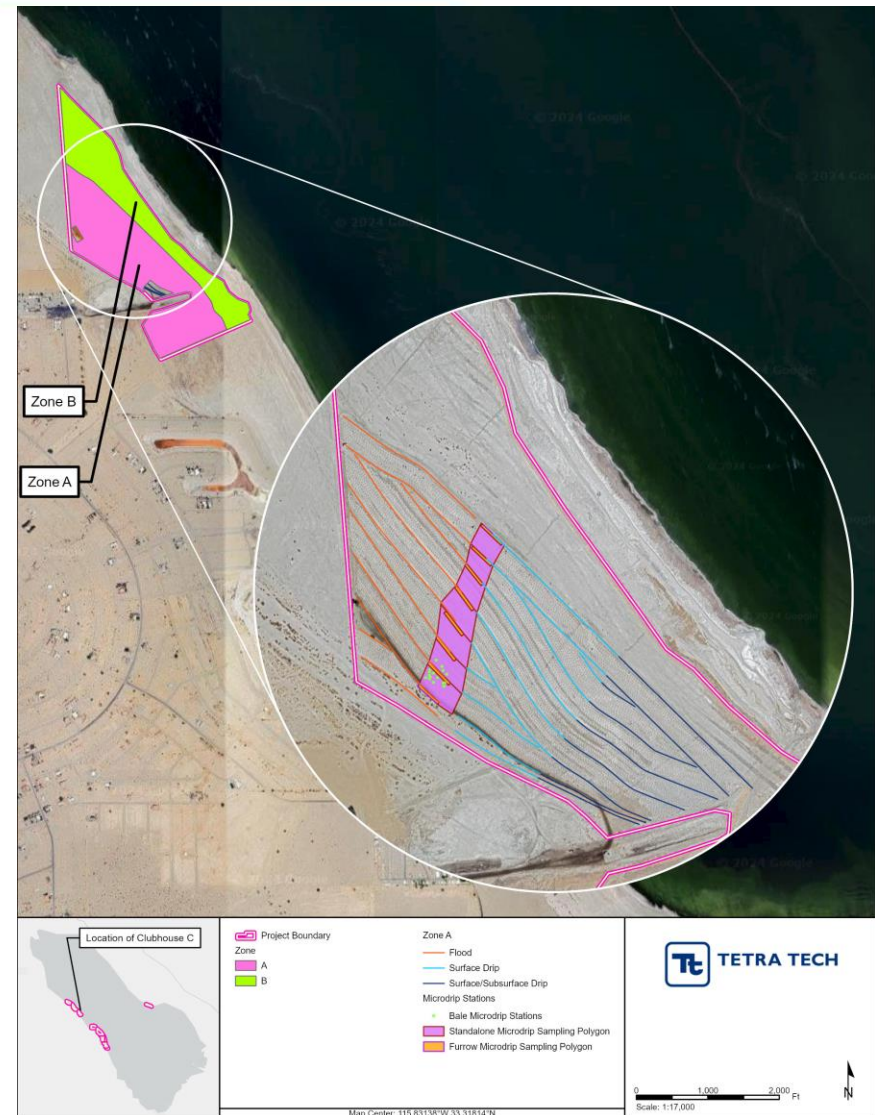 © 2024 Google
© 2024 Google
© 2024 Google
Zone B
Zone A
© 2024 Google
Location of Clubhouse C
Project Boundary
Zone
A
B
Zone A
Flood
Surface Drip
Surface/Subsurface Drip
Microdrip Stations
Bale Microdrip Stations
Standalone Microdrip Sampling Polygon
Furrow Microdrip Sampling Polygon
Tt TETRA TECH
0 1,000 2,000 Ft
Scale: 1:17,000
N
Map Center: 115.83138°W 33.31814°N